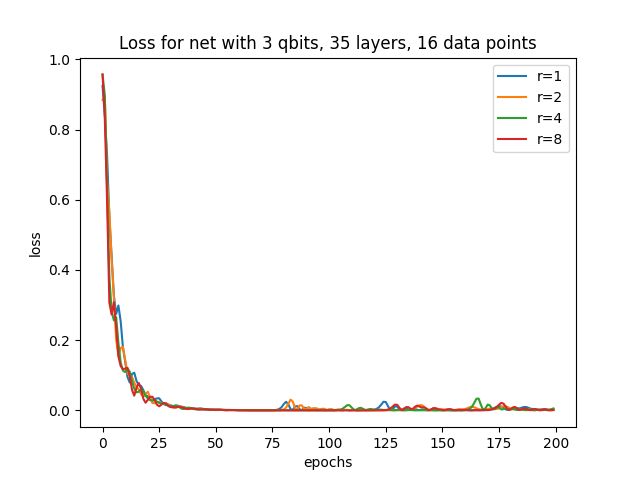 Loss for net with 3 qbits, 35 layers, 16 data points
1.0
0.8
0.6
0.4
0.2
0.0
loss
r=1
r=2
r=4
r=8
0 25 50 75 100 125 150 175 200
epochs